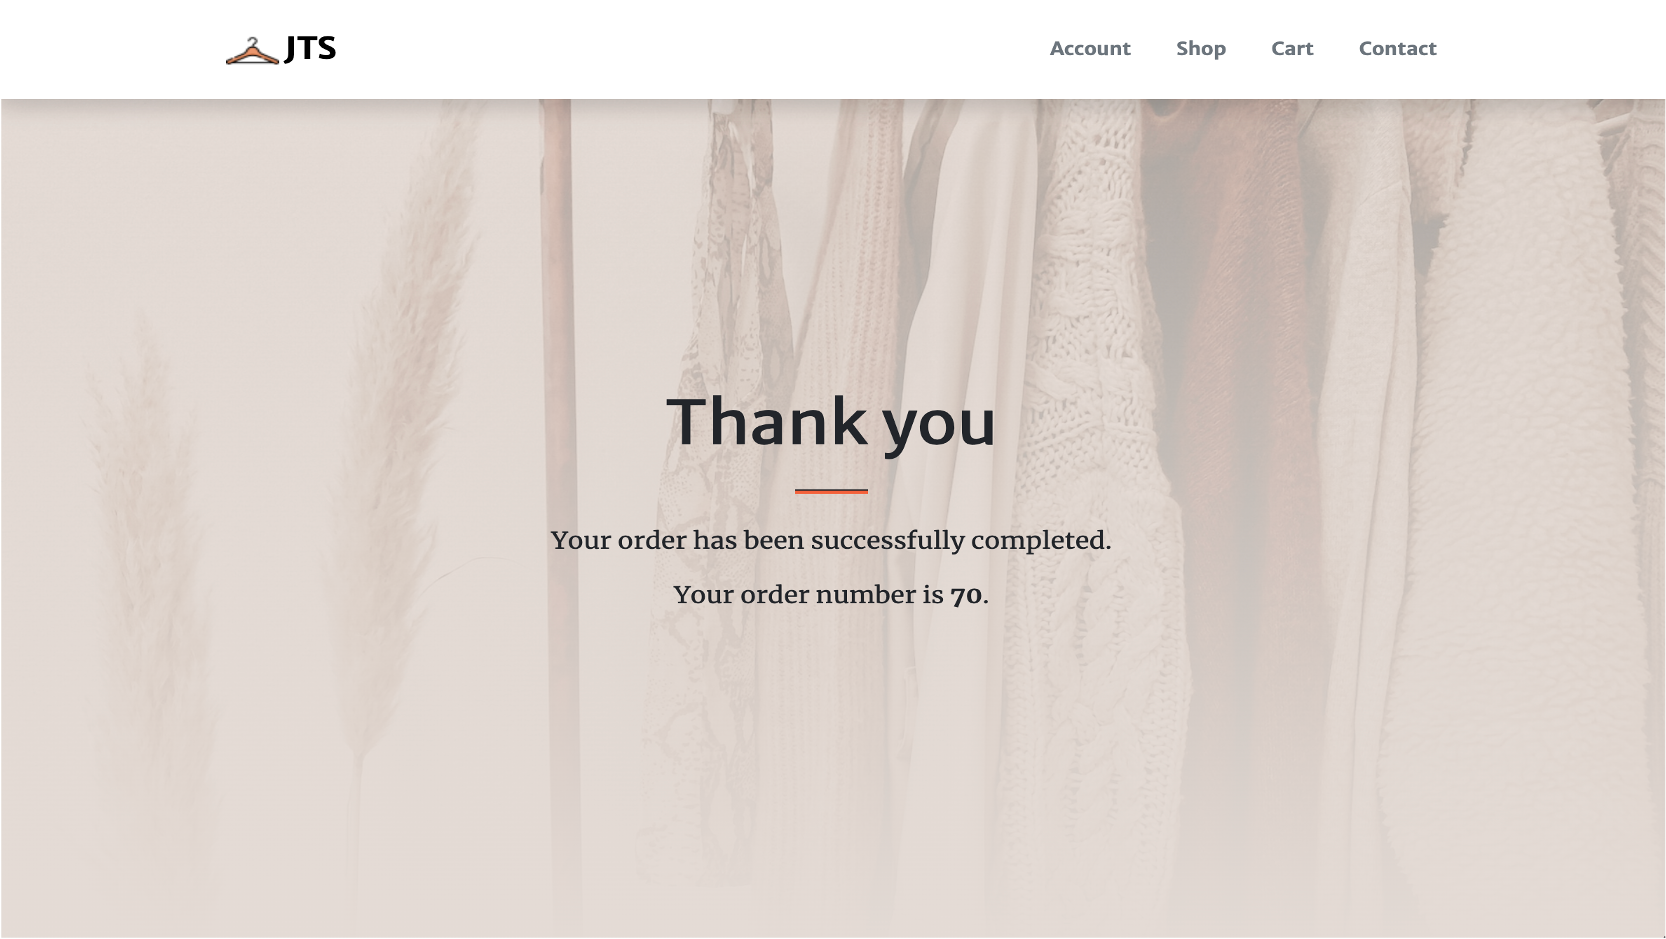 JTS
Account Shop Cart Contact
Thank you
Your order has been successfully completed.
Your order number is 70.